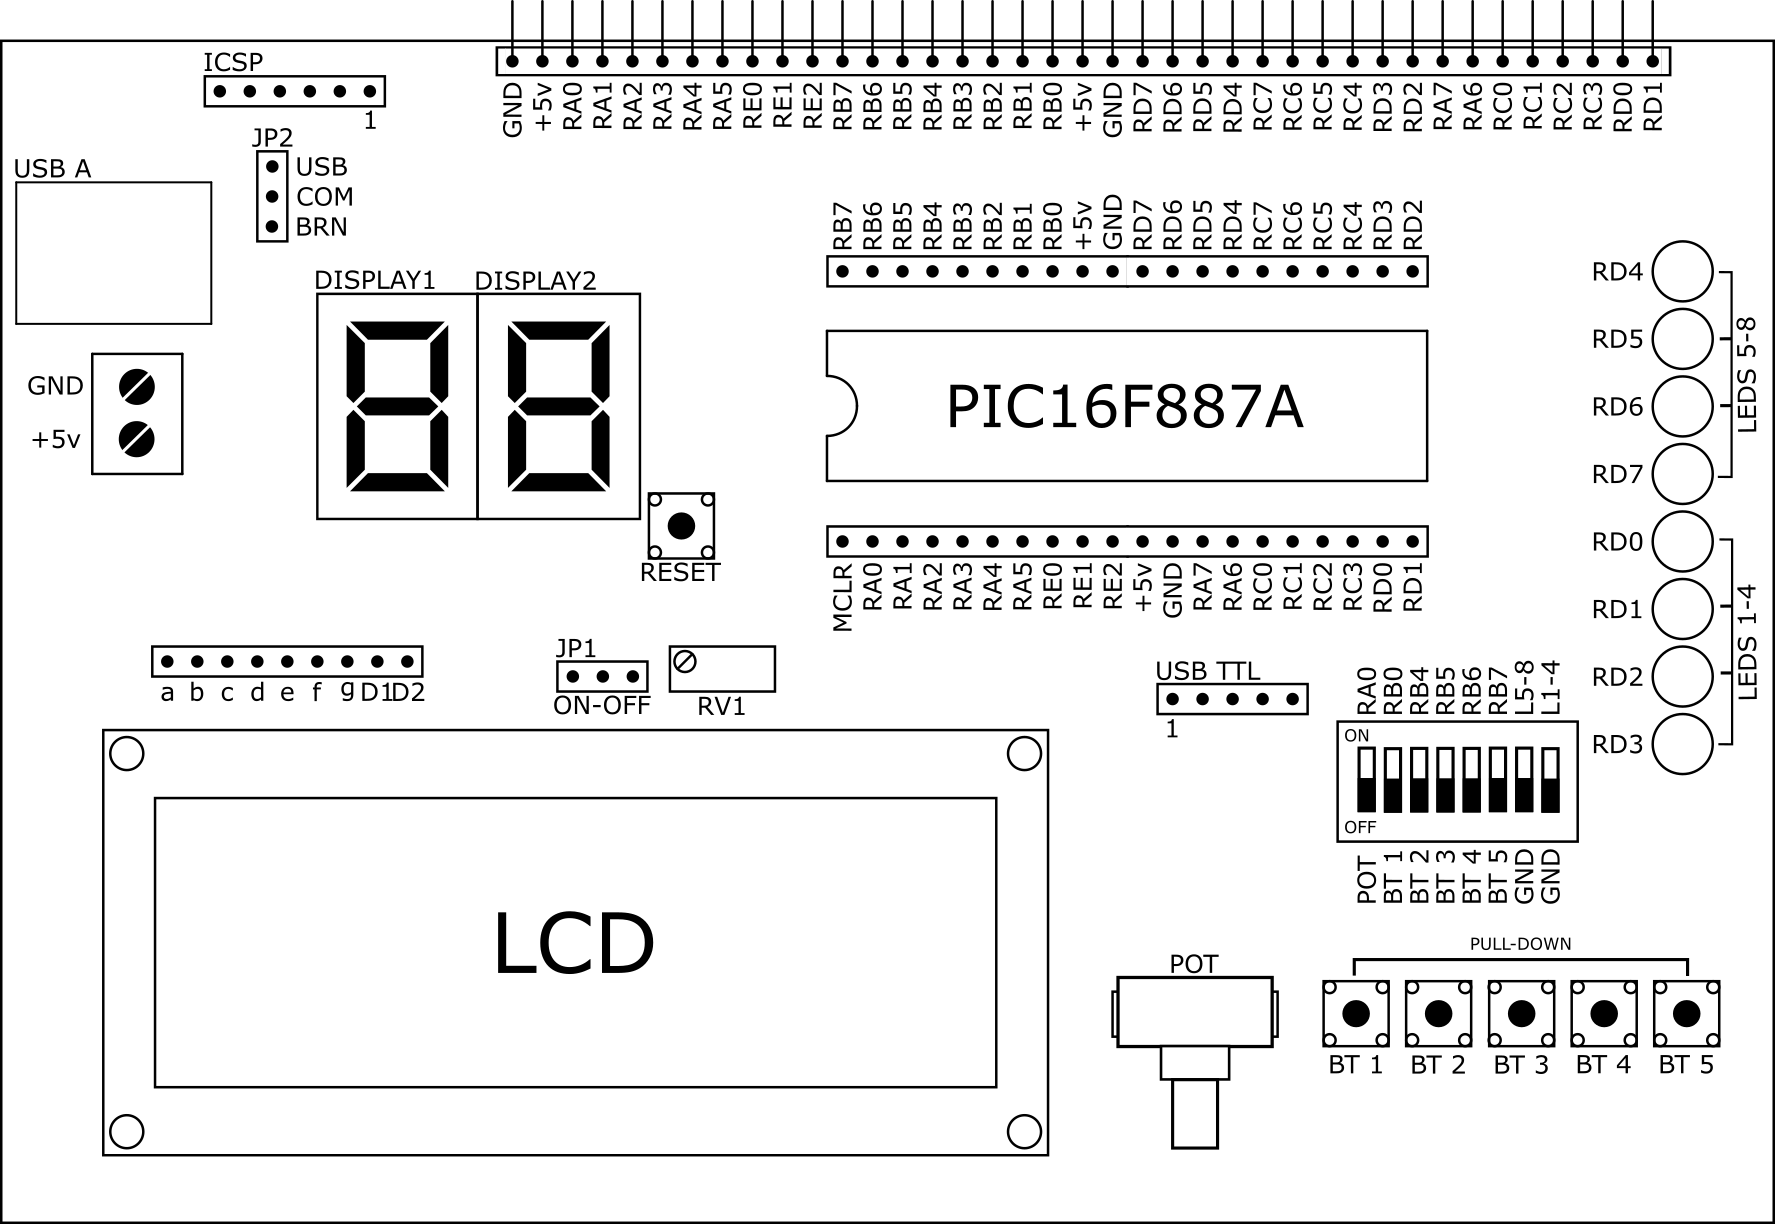 ICSP
1
GND +5v RA0 RA1 RA2 RA3 RA4 RA5 RE0 RE1 RE2 RB7 RB6 RB5 RB4 RB3 RB2 RB1 RB0 +5v GND RD7 RD6 RD5 RD4 RC7 RC6 RC5 RC4 RD3 RD2 RA7 RA6 RC0 RC1 RC2 RC3 RD0 RD1
JP2
USB
COM
BRN
USB A
GND
+5v
DISPLAY1 DISPLAY2
RESET
RB7 RB6 RB5 RB4 RB3 RB2 RB1 RB0 +5v GND RD7 RD6 RD5 RD4 RC7 RC6 RC5 RC4 RD3 RD2
PIC16F887A
MCLR RA0 RA1 RA2 RA3 RA4 RA5 RE0 RE1 RE2 +5v GND RA7 RA6 RC0 RC1 RC2 RC3 RD0 RD1
RD4
RD5
RD6
RD7
LEDS 5-8
RD0
RD1
RD2
RD3
LEDS 1-4
a b c d e f g D1 D2
JP1
ON-OFF
RV1
USB TTL
1
RA0 RB0 RB4 RB5 RB6 RB7 L5-8 L1-4
ON
OFF
POT BT 1 BT 2 BT 3 BT 4 BT 5 GND GND
LCD
POT
PULL-DOWN
BT 1 BT 2 BT 3 BT 4 BT 5